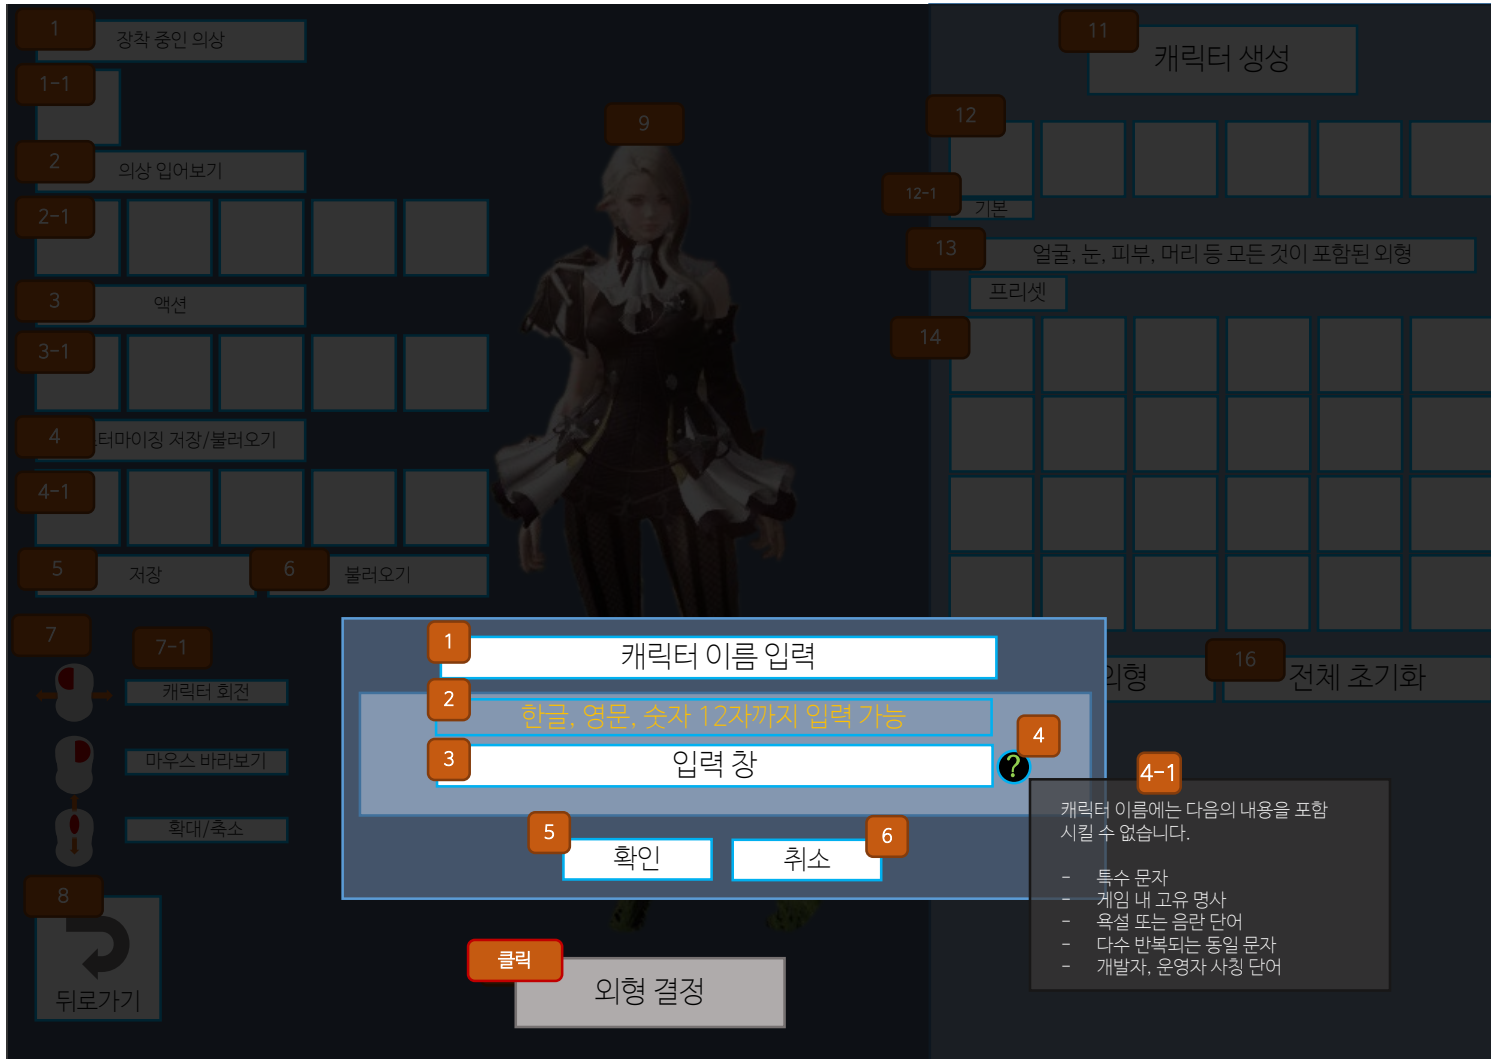 1
장착 중인 의상
1-1
2
의상 입어보기
2-1
3
액션
3-1
4
터마이징 저장/불러오기
4-1
5
저장
6
불러오기
7
7-1
캐릭터 회전
마우스 바라보기
확대/축소
8
뒤로가기
9
11
캐릭터 생성
12
12-1
기본
13
얼굴, 눈, 피부, 머리 등 모든 것이 포함된 외형
프리셋
14
외형
16
전체 초기화
1
캐릭터 이름 입력
2
한글, 영문, 숫자 12자까지 입력 가능
3
입력 창
4
?
5
확인
6
취소
4-1
캐릭터 이름에는 다음의 내용을 포함
시킬 수 없습니다.
- 특수 문자
- 게임 내 고유 명사
- 욕설 또는 음란 단어
- 다수 반복되는 동일 문자
- 개발자, 운영자 사칭 단어
클릭
외형 결정